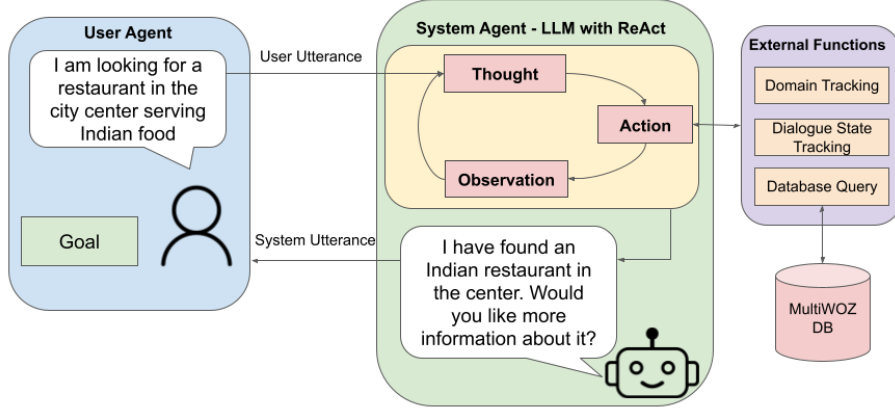 User Agent
I am looking for a
restaurant in the
city center serving
Indian food
Goal
User Utterance
System Utterance
System Agent - LLM with ReAct
Thought
Action
Observation
I have found an
Indian restaurant in
the center. Would
you like more
information about it?
External Functions
Domain Tracking
Dialogue State
Tracking
Database Query
MultiWOZ
DB